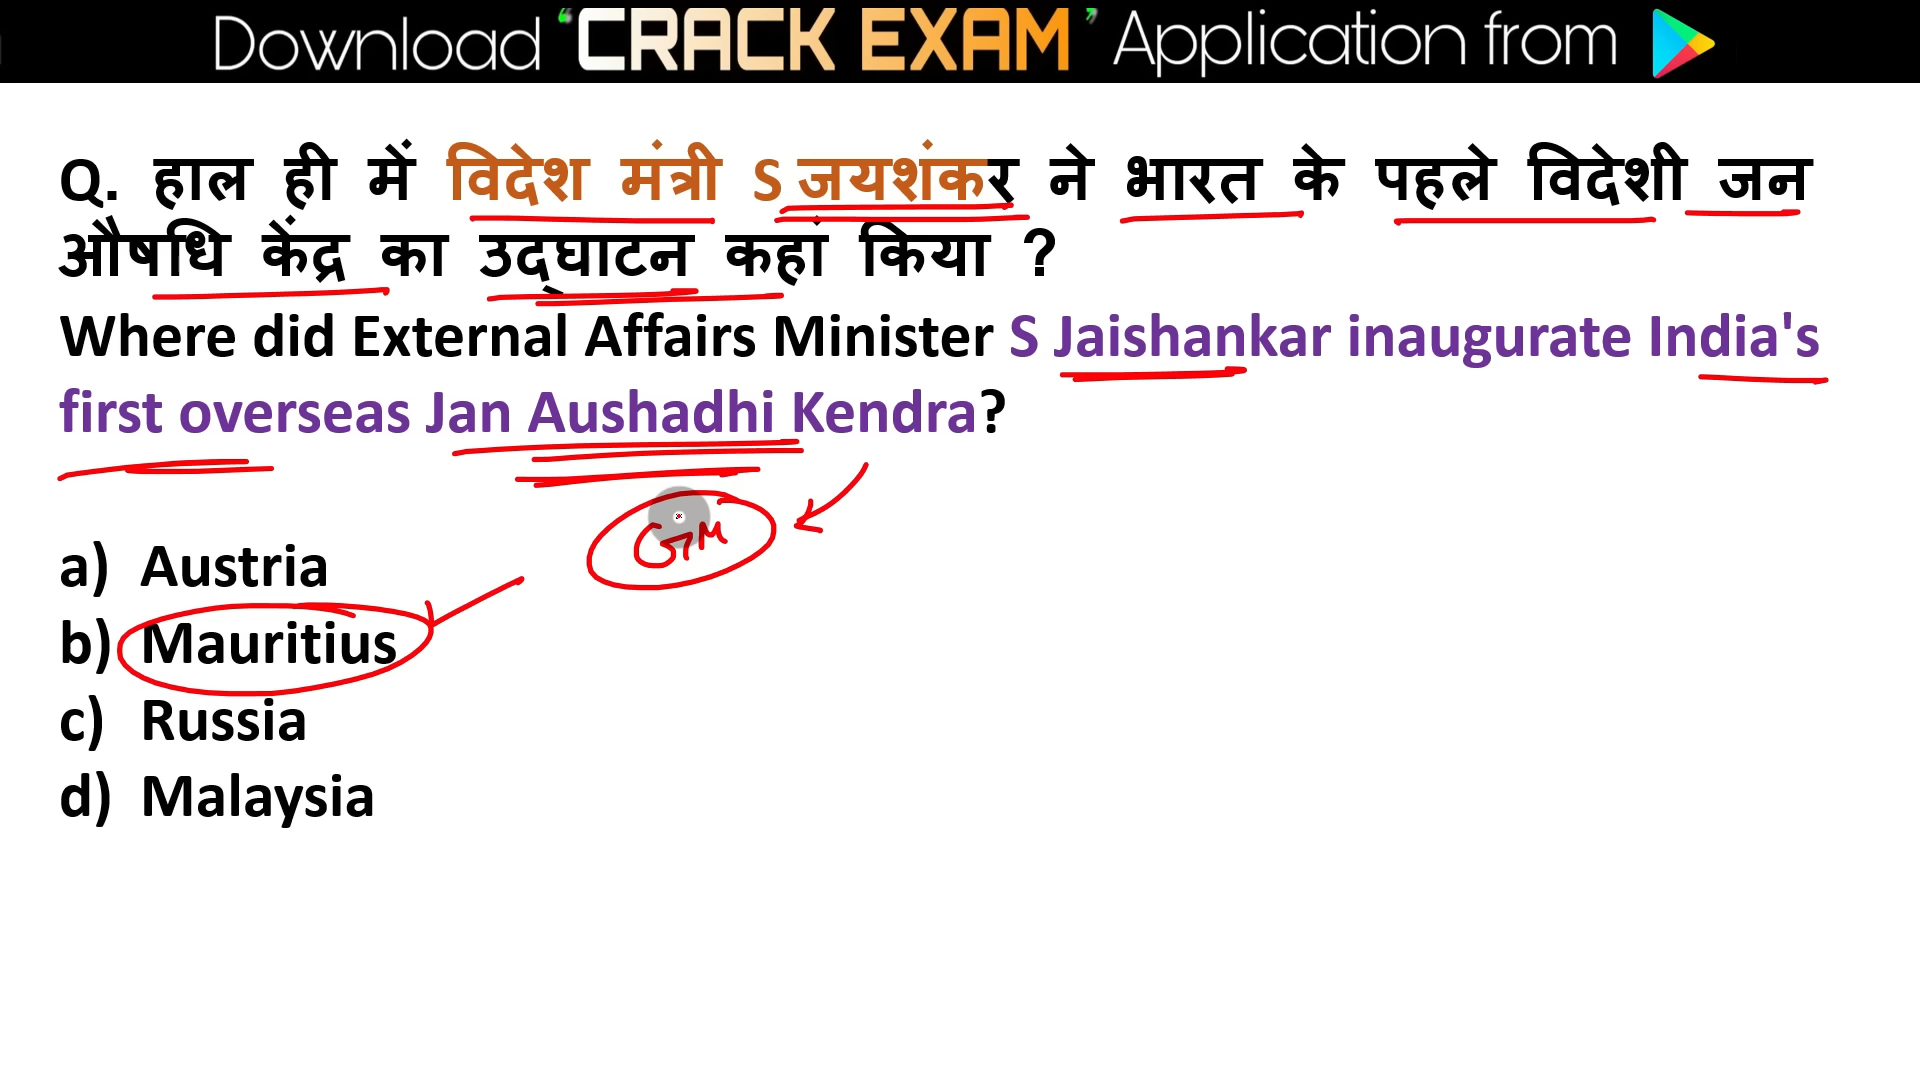 Download 'CRACK EXAM' Application from
Q. हाल ही में विदेश मंत्री S जयशंकर ने भारत के पहले विदेशी जन
औषधि केंद्र का उद्घाटन कहां किया ?
Where did External Affairs Minister S Jaishankar inaugurate India's
first overseas Jan Aushadhi Kendra?
a) Austria
b) Mauritius
c) Russia
d) Malaysia